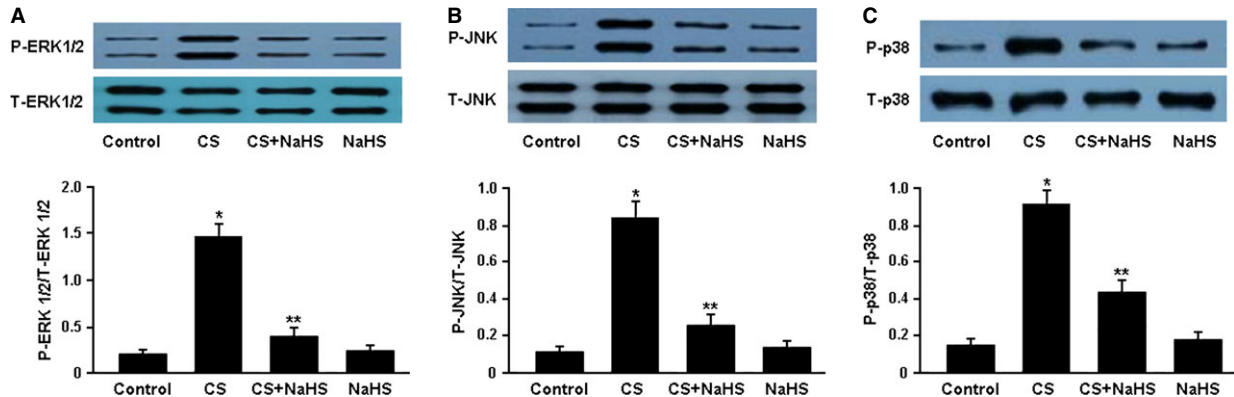 A
P-ERK1/2
T-ERK1/2
Control CS CS+NaHS NaHS
P-ERK 1/2/T-ERK 1/2
2.0
1.5
1.0
0.5
0
*
**
Control CS CS+NaHS NaHS
B
P-JNK
T-JNK
Control CS CS+NaHS NaHS
P-JNK/T-JNK
1.0
0.8
0.6
0.4
0.2
0
*
**
Control CS CS+NaHS NaHS
C
P-p38
T-p38
Control CS CS+NaHS NaHS
P-p38/T-p38
1.0
0.8
0.6
0.4
0.2
0
*
**
Control CS CS+NaHS NaHS